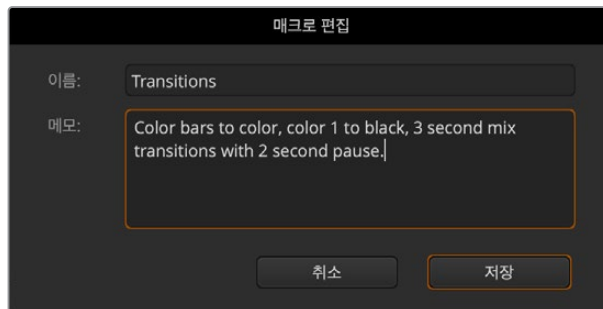 매크로 편집
이름:
Transitions
메모:
Color bars to color, color 1 to black, 3 second mix
transitions with 2 second pause.
취소
저장